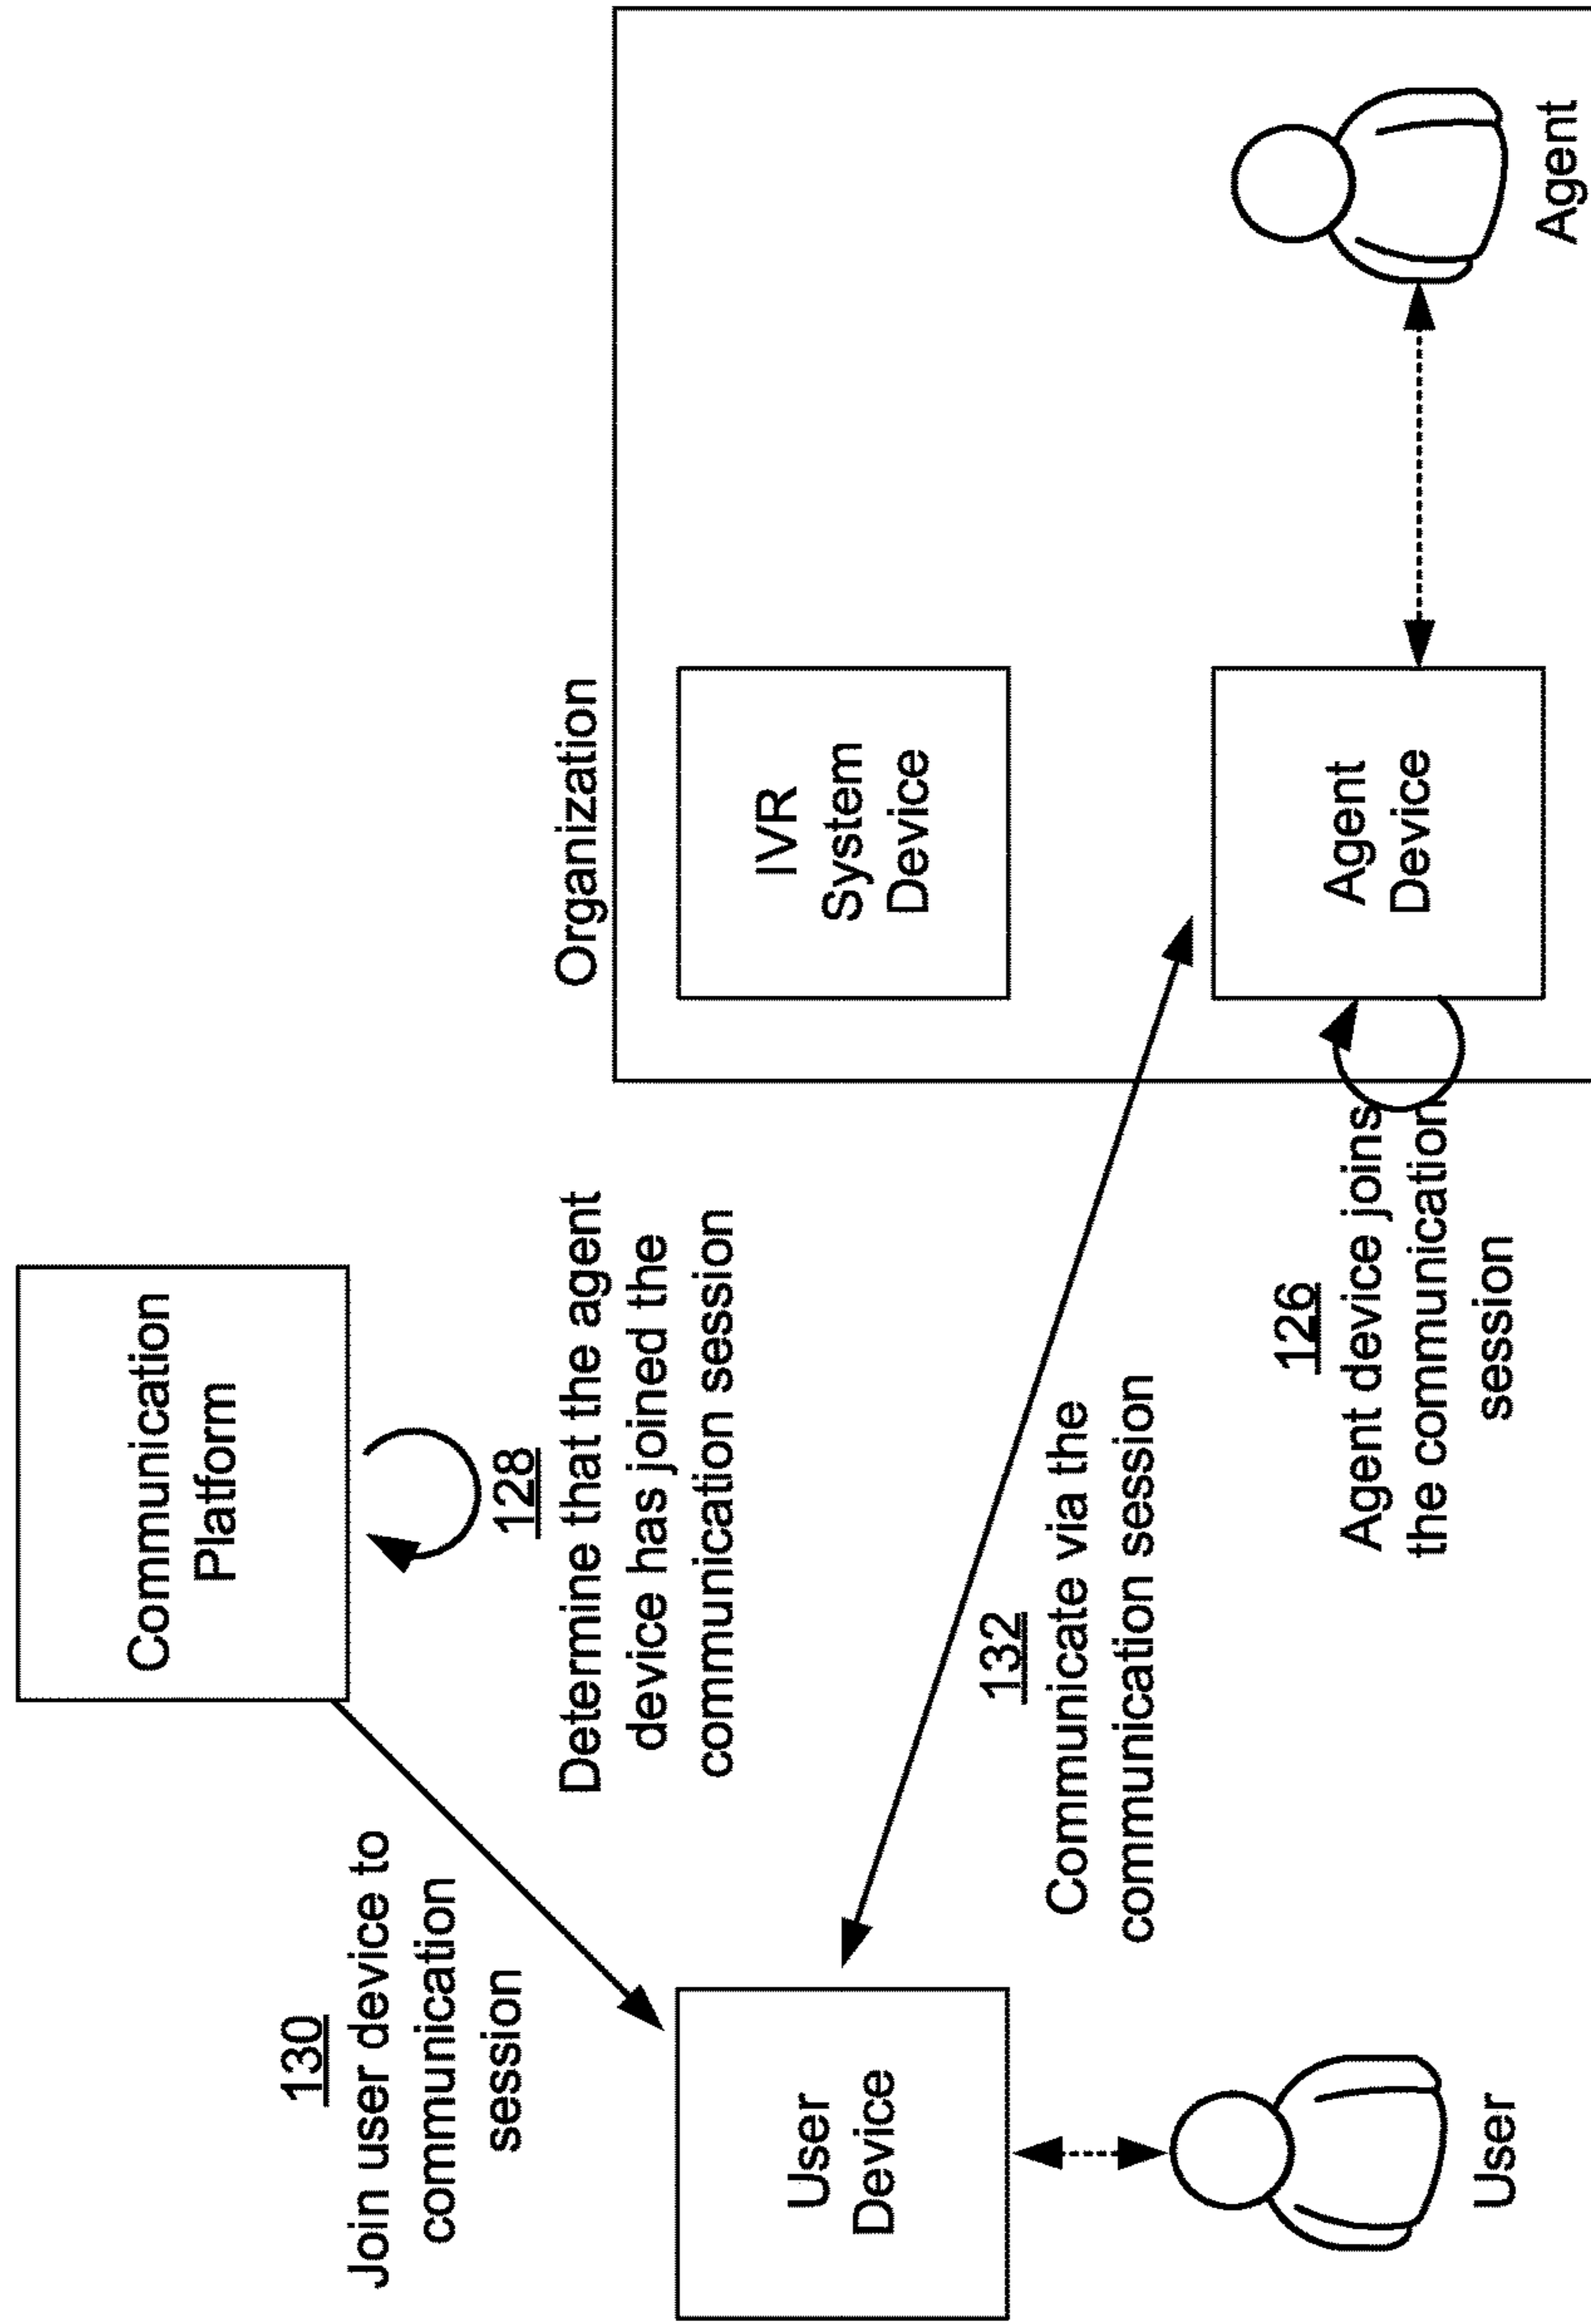 Communication
Platform
130
Join user device to
communication
session
128
Determine that the agent
device has joined the
communication session
Organization
User
Device
IVR
System
Device
132
Communicate via the
communication session
126
Agent device joins
the communication
session
Agent
Device
User
Agent